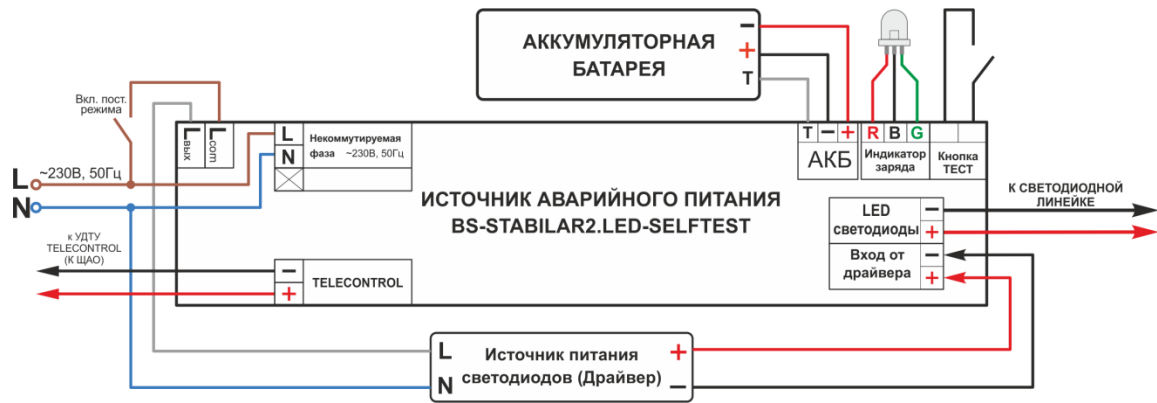 АККУМУЛЯТОРНАЯ
БАТАРЕЯ
−
+
T
Вкл. пост.
режима
Lвых
Lcom
L
N
Некоммутируемая
фаза ~230В, 50Гц
T − +
АКБ
R B G
Индикатор
заряда
Кнопка
ТЕСТ
L ~230В, 50Гц
N
ИСТОЧНИК АВАРИЙНОГО ПИТАНИЯ
BS-STABILAR2.LED-SELFTEST
К СВЕТОДИОДНОЙ
ЛИНЕЙКЕ
LED −
светодиоды +
Вход от −
драйвера +
к УДТУ
TELECONTROL
(К ЩАО)
−
+
TELECONTROL
L
N
Источник питания
светодиодов (Драйвер)
+
−